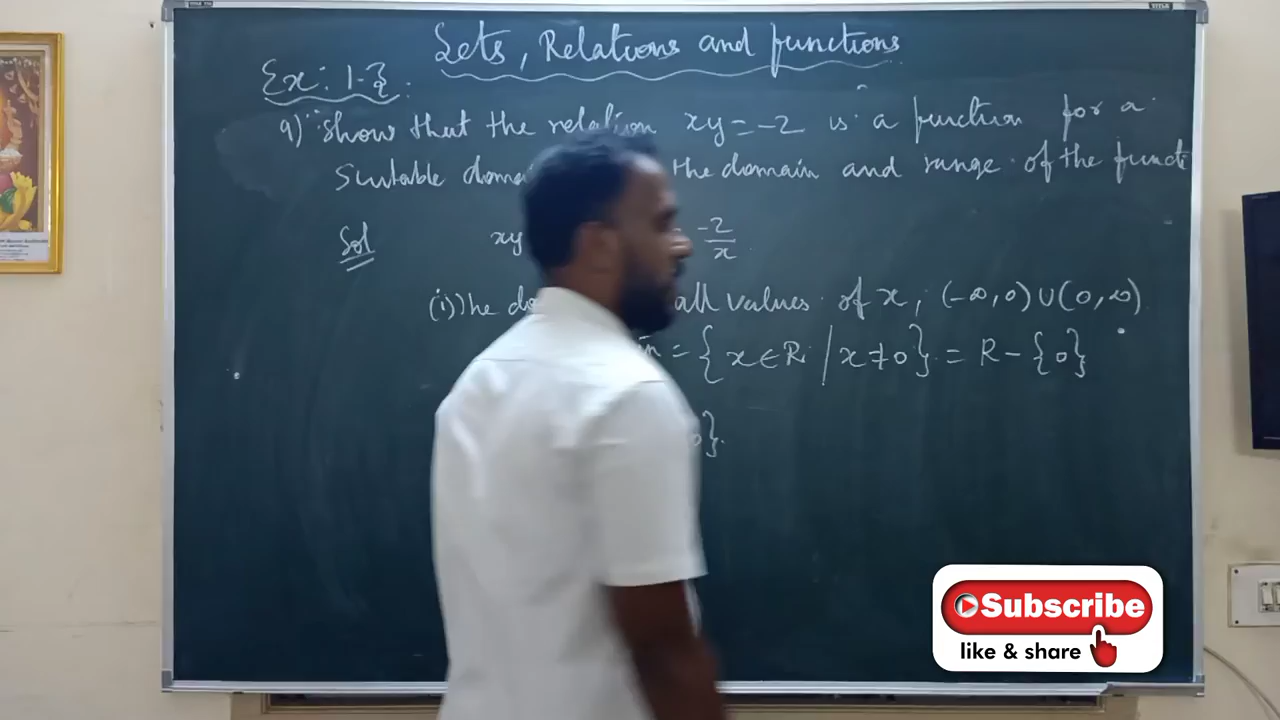 Sets, Relations and functions
Ex: 1.3
9) Show that the relation xy = -2 is a function for a
Suitable the domain and range of the functi
Sol xy -2/x
(i) The all values of x, (-∞,0)∪(0,∞)
= {x∈R / x≠0} = R-{0}
0}
Subscribe
like & share